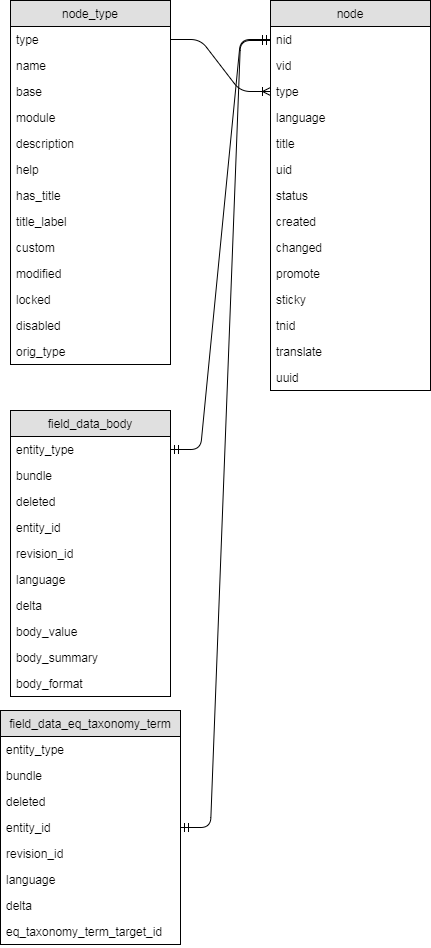 node_type
type
name
base
module
description
help
has_title
title_label
custom
modified
locked
disabled
orig_type
node
nid
vid
type
language
title
uid
status
created
changed
promote
sticky
tnid
translate
uuid
field_data_body
entity_type
bundle
deleted
entity_id
revision_id
language
delta
body_value
body_summary
body_format
field_data_eq_taxonomy_term
entity_type
bundle
deleted
entity_id
revision_id
language
delta
eq_taxonomy_term_target_id